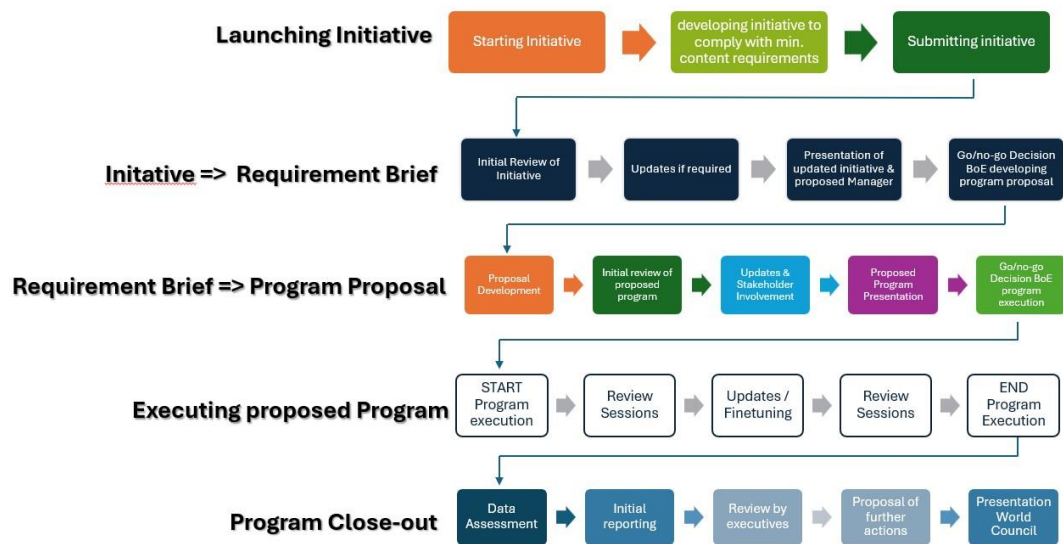 Launching Initiative
Starting Initiative
developing initiative to
comply with min.
content requirements
Submitting initiative
Initative => Requirement Brief
Initial Review of
Initiative
Updates if required
Presentation of
updated initiative &
proposed Manager
Go/no-go Decision
BoE developing
program proposal
Requirement Brief => Program Proposal
Proposal
Development
Initial review of
proposed
program
Updates &
Stakeholder
Involvement
Proposed
Program
Presentation
Go/no-go
Decision BoE
program
execution
Executing proposed Program
START
Program
execution
Review
Sessions
Updates /
Finetuning
Review
Sessions
END
Program
Execution
Program Close-out
Data
Assessment
Initial
reporting
Review by
executives
Proposal of
further
actions
Presentation
World
Council